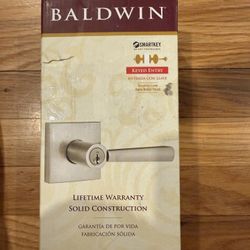 BALDWIN
SMARTKEY
KEYED ENTRY
LIFETIME WARRANTY
SOLID CONSTRUCTION
GARANTÍA DE POR VIDA
FABRICACIÓN SÓLIDA